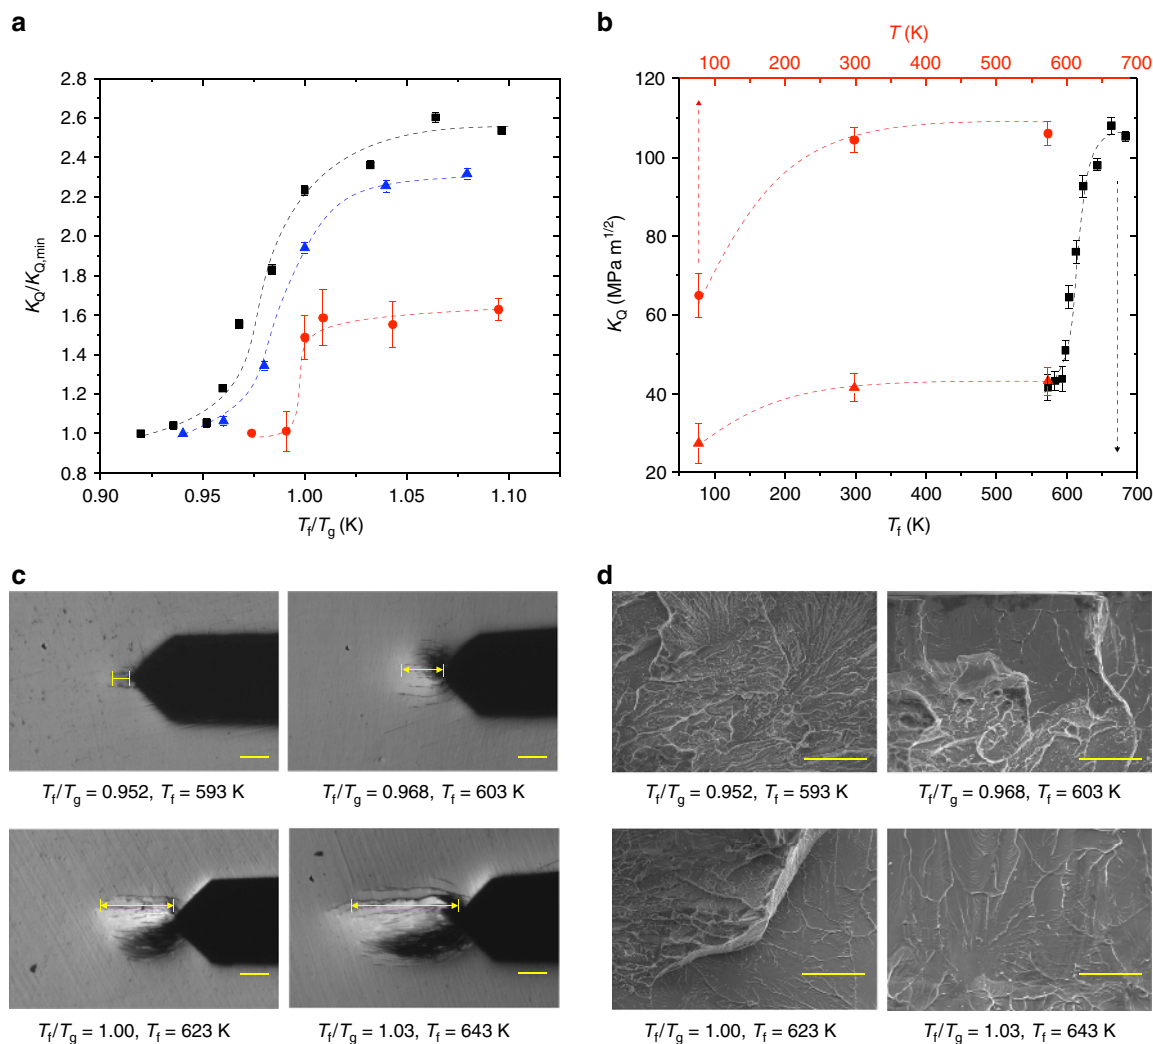 a
2.8
2.6
2.4
2.2
2.0
1.8
1.6
1.4
1.2
1.0
0.8
K_Q/K_Q,min
0.90 0.95 1.00 1.05 1.10
T_f/T_g (K)
b
T (K)
100 200 300 400 500 600 700
120
100
80
60
40
20
K_Q (MPa m^1/2)
100 200 300 400 500 600 700
T_f (K)
c
T_f/T_g = 0.952, T_f = 593 K
T_f/T_g = 0.968, T_f = 603 K
T_f/T_g = 1.00, T_f = 623 K
T_f/T_g = 1.03, T_f = 643 K
d
T_f/T_g = 0.952, T_f = 593 K
T_f/T_g = 0.968, T_f = 603 K
T_f/T_g = 1.00, T_f = 623 K
T_f/T_g = 1.03, T_f = 643 K